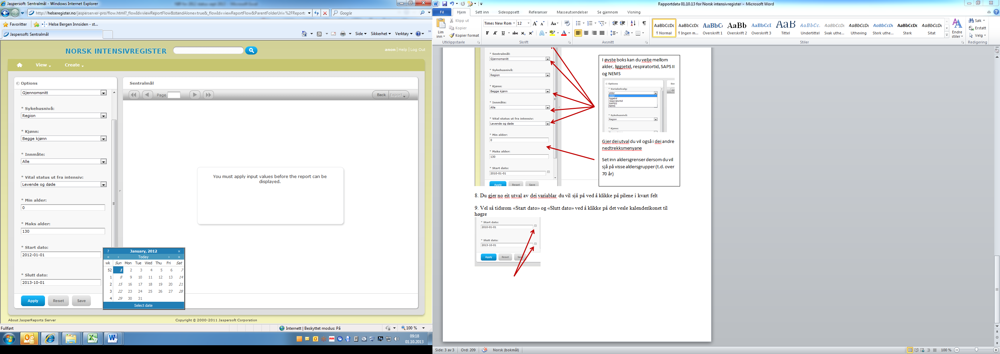 Jaspersoft: Sentralmål - Windows Internet Explorer
http://helseregister.no/jasperserver-pro/flow.html?_flowId=viewReportFlow&standAlone=true&_flowId=viewReportFlow&ParentFolderUri=%2FReports
Google
Favoritter
Helse Bergen Innsiden - st...
Jaspersoft: Sentralmål
Side
Sikkerhet
Verktøy
NORSK INTENSIVREGISTER
anon | Help | Log Out
View
Create
Options
Gjennomsnitt
* Sykehusnivå:
Region
* Kjønn:
Begge kjønn
* Innmåte:
Alle
* Vital status ut fra intensiv:
Levende og døde
* Min alder:
0
* Maks alder:
130
* Start dato:
2012-01-01
* Slutt dato:
2013-10-01
Apply
Reset
Save
Sentralmål
Page
Back
Export
You must apply input values before the report can be
displayed.
? January, 2012 ×
« ‹ Today › »
wk Sun Mon Tue Wed Thu Fri Sat
52 1 2 3 4 5 6 7
1 8 9 10 11 12 13 14
2 15 16 17 18 19 20 21
3 22 23 24 25 26 27 28
4 29 30 31
Select date
About JasperReports Server
Copyright © 2000-2011 Jaspersoft Corporation
Fullført
Internett | Beskyttet modus: På
100 %
09:18
01.10.2013
Rapportdata 01.10.13 for Norsk intensivregister - Microsoft Word
Fil
Hjem
Sett inn
Sideoppsett
Referanser
Masseutsendelser
Se gjennom
Visning
Lim
inn
Klipp ut
Kopier
Kopier format
Utklippstavle
Times New Rom
12
F K U abc x₂ x²
Skrift
Avsnitt
AaBbCcDc
¶ Normal
AaBbCcDc
¶ Ingen m...
AaBbC
Overskrift 1
AaBb
Overskrift 2
AaBbCcI
Overskrift 3
AaB
Tittel
AaBbCc.
Undertittel
AaBbCcDc
Svak uthe...
AaBbCcDc
Utheving
AaBbCcDc
Sterk uthe...
AaBbCcDc
Sterk
AaBbCcDc
Sitat
Stiler
Endre
stiler
Søk
Erstatt
Velg
Redigering
* Sentralmål:
Gjennomsnitt
* Sykehusnivå:
Region
* Kjønn:
Begge kjønn
* Innmåte:
Alle
* Vital status ut fra intensiv:
Levende og døde
* Min alder:
0
* Maks alder:
130
* Start dato:
2010-01-01
Apply
Reset
Save
I øvste boks kan du velje mellom
alder, liggjetid, respiratortid, SAPS II
og NEMS
Options
Ser
* Variabelvalg:
alder
alder
liggetid
respiratortid
SAPSII
NEMS
* Sykehusnivå:
Region
* Kjønn:
Gjer dei utval du vil også i dei andre
nedtrekksmenyane
Set inn aldersgrenser dersom du vil
sjå på visse aldersgrupper (t.d. over
70 år)
8. Du gjer no eit utval av dei variablar du vil sjå på ved å klikke på pilene i kvart felt
9. Vel så tidsrom «Start dato» og «Slutt dato» ved å klikke på det vesle kalenderikonet til
høgre
* Start dato:
2010-01-01
* Slutt dato:
2013-10-01
Apply
Reset
Save
Side: 3 av 3
Ord: 209
Norsk (bokmål)
100 %